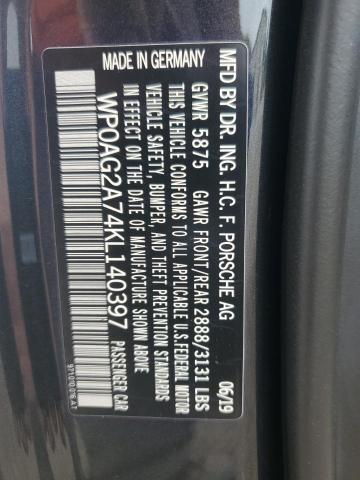 MFD BY DR. ING. H.C. F. PORSCHE AG
06/19
GVWR 5875 GAWR FRONT/REAR 2888/3131 LBS
THIS VEHICLE CONFORMS TO ALL APPLICABLE U.S.FEDERAL MOTOR
VEHICLE SAFETY, BUMPER, AND THEFT PREVENTION STANDARDS
IN EFFECT ON THE DATE OF MANUFACTURE SHOWN ABOVE
MADE IN GERMANY
WP0AG2A74KL140397
PASSENGER CAR